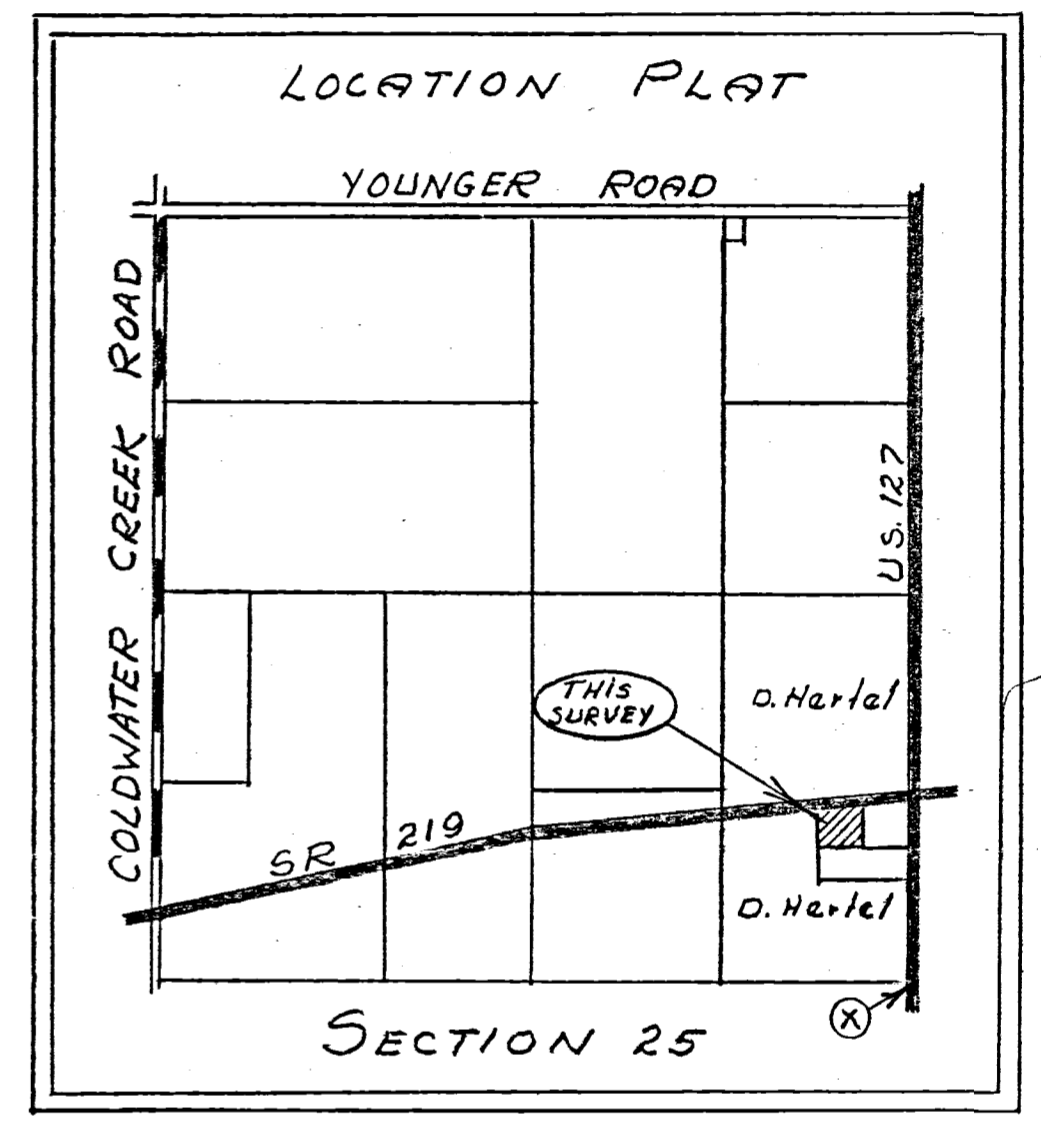 LOCATION PLAT
YOUNGER ROAD
COLDWATER CREEK ROAD
U.S. 127
THIS
SURVEY
D. Hertel
SR 219
D. Hertel
X
SECTION 25